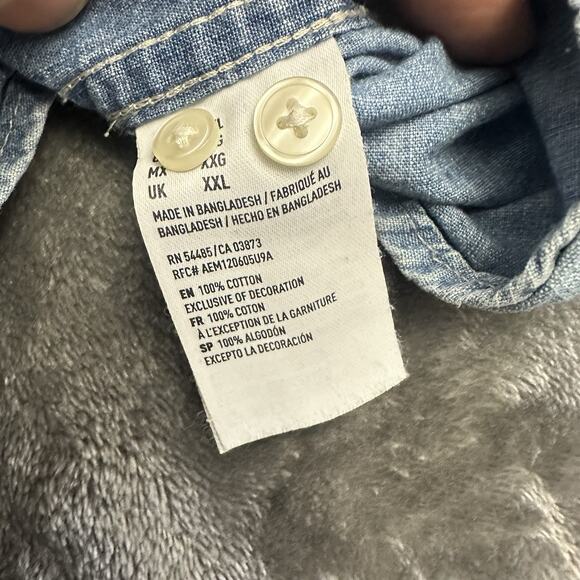 MX XXG
UK XXL
MADE IN BANGLADESH / FABRIQUÉ AU
BANGLADESH / HECHO EN BANGLADESH
RN 54485/CA 03873
RFC# AEM120605U9A
EN 100% COTTON
EXCLUSIVE OF DECORATION
FR 100% COTON
À L'EXCEPTION DE LA GARNITURE
SP 100% ALGODÓN
EXCEPTO LA DECORACIÓN